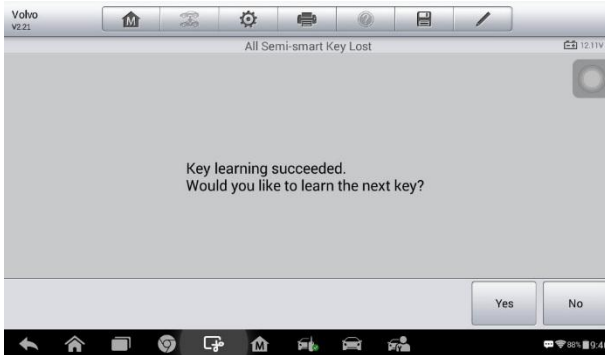 Volvo
V2.21
All Semi-smart Key Lost
12.11V
Key learning succeeded.
Would you like to learn the next key?
Yes
No
88%